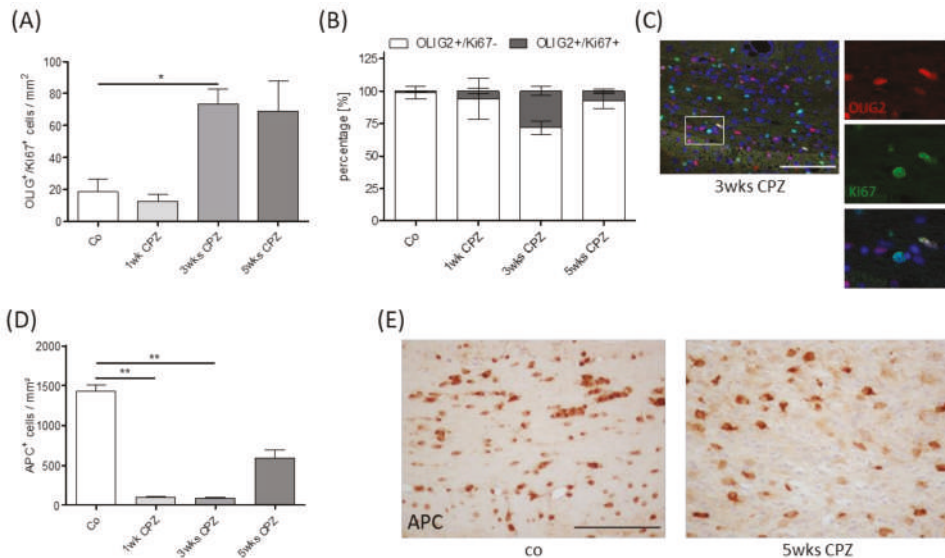 (A)
OLIG⁺/Ki67⁺ cells / mm²
100
80
60
40
20
0
*
Co
1wk CPZ
3wks CPZ
5wks CPZ
(B)
OLIG2+/Ki67-
OLIG2+/Ki67+
percentage [%]
125
100
75
50
25
0
Co
1wk CPZ
3wks CPZ
5wks CPZ
(C)
3wks CPZ
OLIG2
KI67
(D)
APC⁺ cells / mm²
2000
1500
1000
500
0
**
**
Co
1wk CPZ
3wks CPZ
5wks CPZ
(E)
APC
co
5wks CPZ